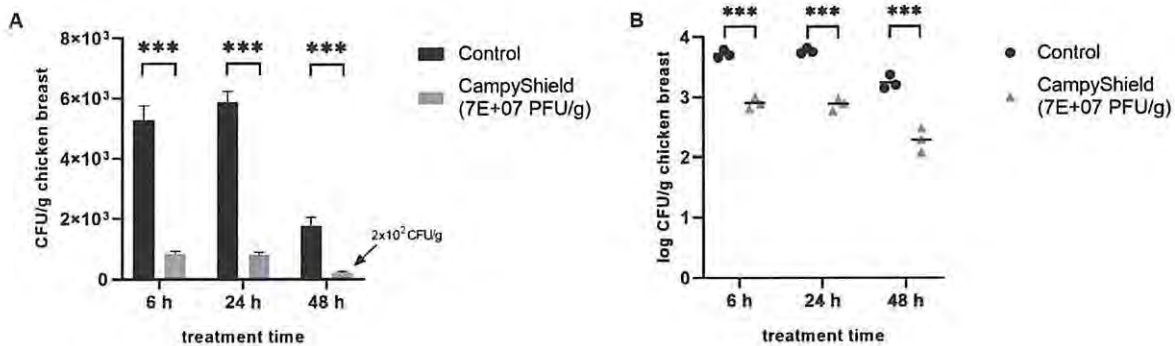 A
CFU/g chicken breast
8×10³
6×10³
4×10³
2×10³
0
***
***
***
2x10² CFU/g
6 h
24 h
48 h
treatment time
Control
CampyShield
(7E+07 PFU/g)
B
log CFU/g chicken breast
4
3
2
1
0
***
***
***
6 h
24 h
48 h
treatment time
Control
CampyShield
(7E+07 PFU/g)